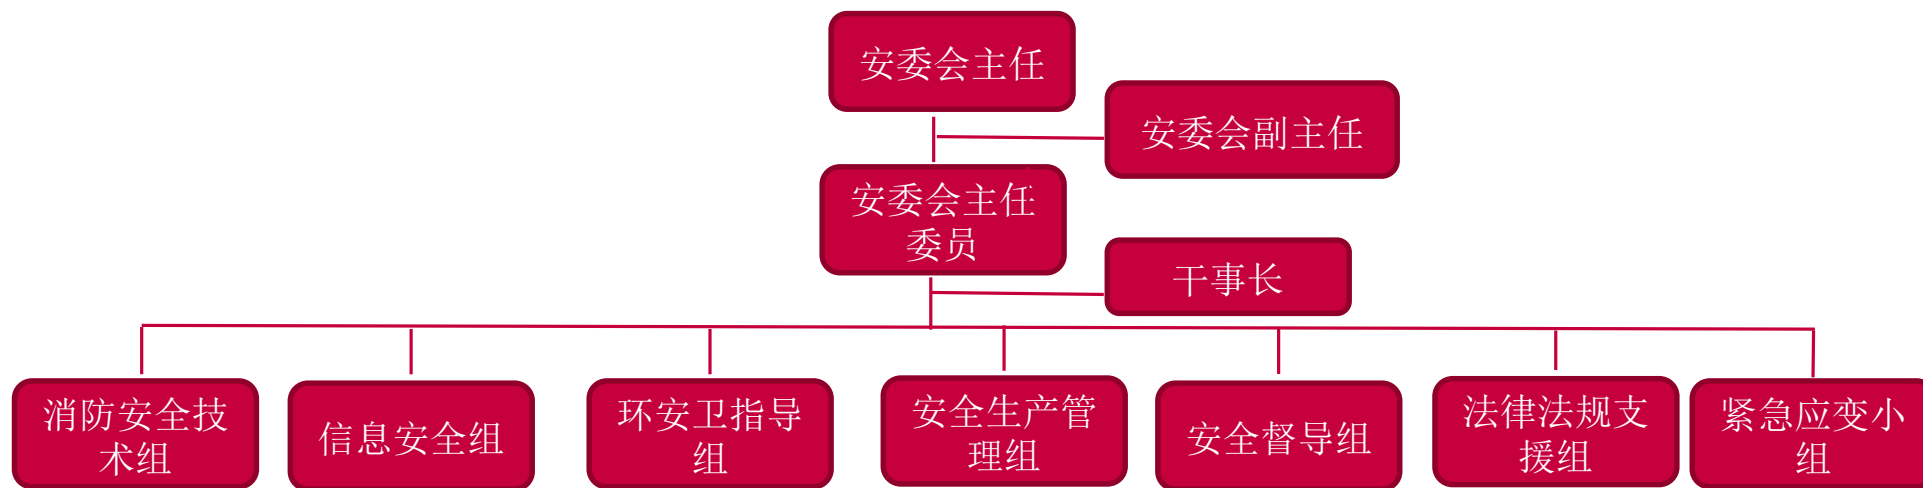 安委会主任
安委会副主任
安委会主任
委员
干事长
消防安全技
术组
信息安全组
环安卫指导
组
安全生产管
理组
安全督导组
法律法规支
援组
紧急应变小
组